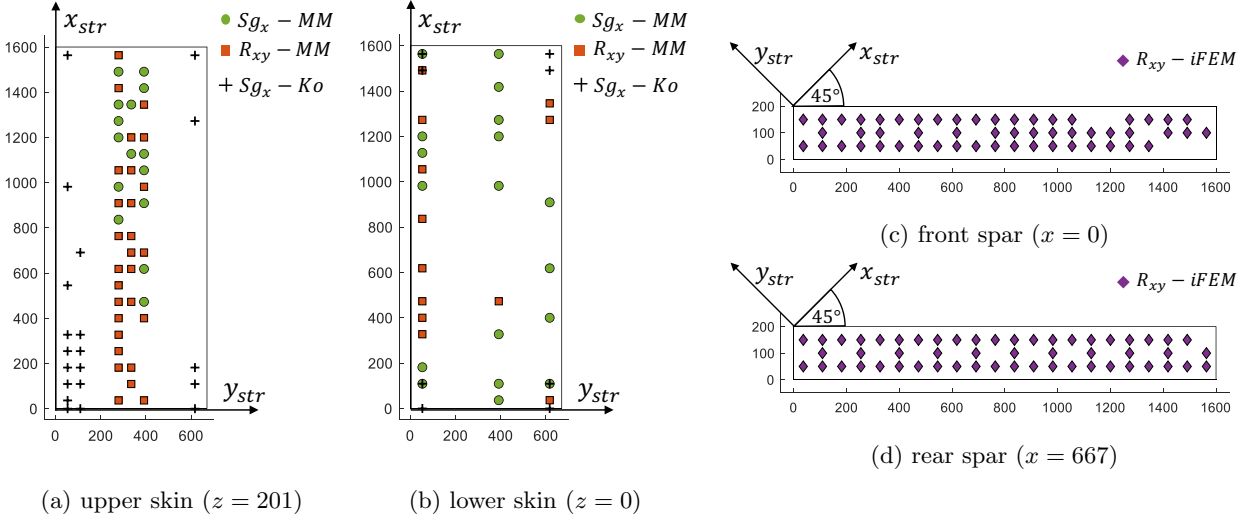 x_str
Sg_x − MM
R_xy − MM
Sg_x − Ko
1600
1400
1200
1000
800
600
400
200
0
y_str
0 200 400 600
(a) upper skin (z = 201)
x_str
Sg_x − MM
R_xy − MM
Sg_x − Ko
1600
1400
1200
1000
800
600
400
200
0
y_str
0 200 400 600
(b) lower skin (z = 0)
y_str x_str
R_xy − iFEM
45°
200
100
0
0 200 400 600 800 1000 1200 1400 1600
(c) front spar (x = 0)
y_str x_str
R_xy − iFEM
45°
200
100
0
0 200 400 600 800 1000 1200 1400 1600
(d) rear spar (x = 667)